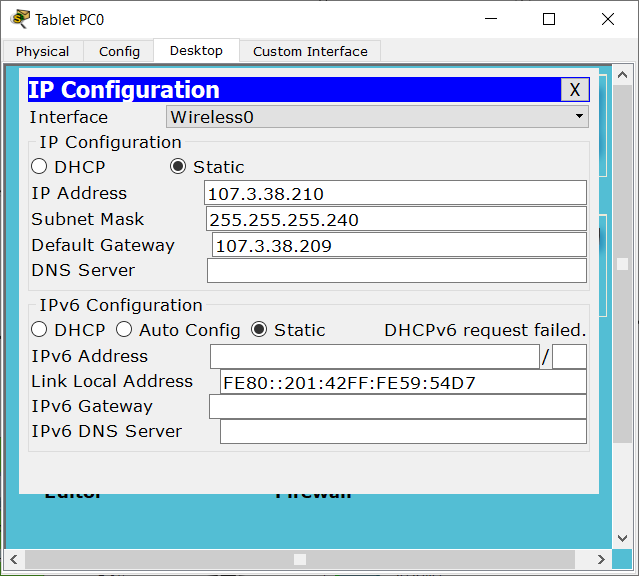 Tablet PC0
Physical Config Desktop Custom Interface
IP Configuration X
Interface Wireless0
IP Configuration
DHCP Static
IP Address 107.3.38.210
Subnet Mask 255.255.255.240
Default Gateway 107.3.38.209
DNS Server
IPv6 Configuration
DHCP Auto Config Static DHCPv6 request failed.
IPv6 Address /
Link Local Address FE80::201:42FF:FE59:54D7
IPv6 Gateway
IPv6 DNS Server
Editor Firewall